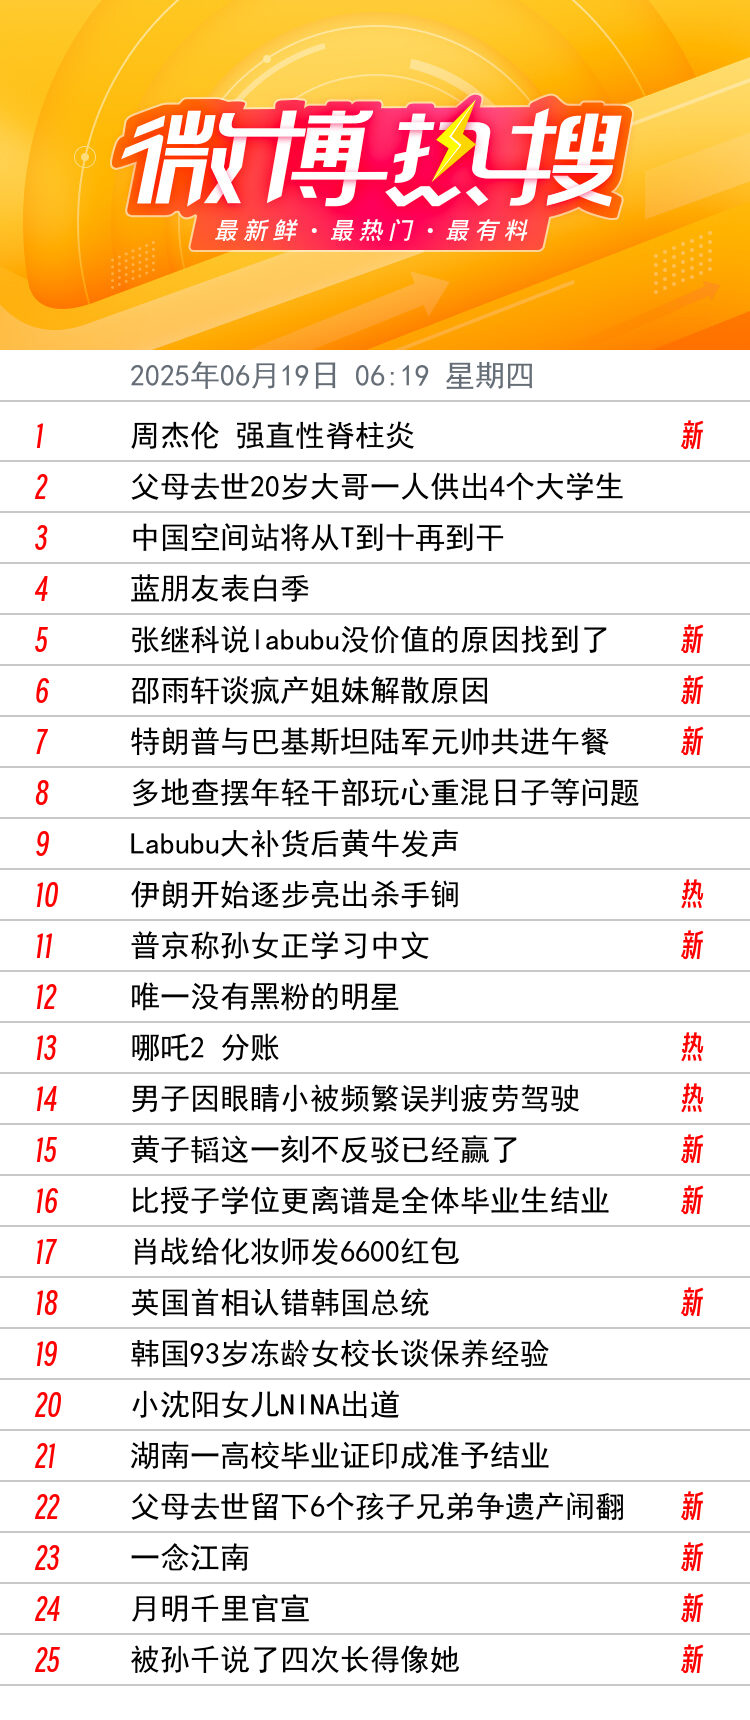 微博热搜
最新鲜·最热门·最有料
2025年06月19日 06:19 星期四
1 周杰伦 强直性脊柱炎 新
2 父母去世20岁大哥一人供出4个大学生
3 中国空间站将从T到十再到干
4 蓝朋友表白季
5 张继科说labubu没价值的原因找到了 新
6 邵雨轩谈疯产姐妹解散原因 新
7 特朗普与巴基斯坦陆军元帅共进午餐 新
8 多地查摆年轻干部玩心重混日子等问题
9 Labubu大补货后黄牛发声
10 伊朗开始逐步亮出杀手锏 热
11 普京称孙女正学习中文 新
12 唯一没有黑粉的明星
13 哪吒2 分账 热
14 男子因眼睛小被频繁误判疲劳驾驶 热
15 黄子韬这一刻不反驳已经赢了 新
16 比授子学位更离谱是全体毕业生结业 新
17 肖战给化妆师发6600红包
18 英国首相认错韩国总统 新
19 韩国93岁冻龄女校长谈保养经验
20 小沈阳女儿NINA出道
21 湖南一高校毕业证印成准予结业
22 父母去世留下6个孩子兄弟争遗产闹翻 新
23 一念江南 新
24 月明千里官宣 新
25 被孙千说了四次长得像她 新